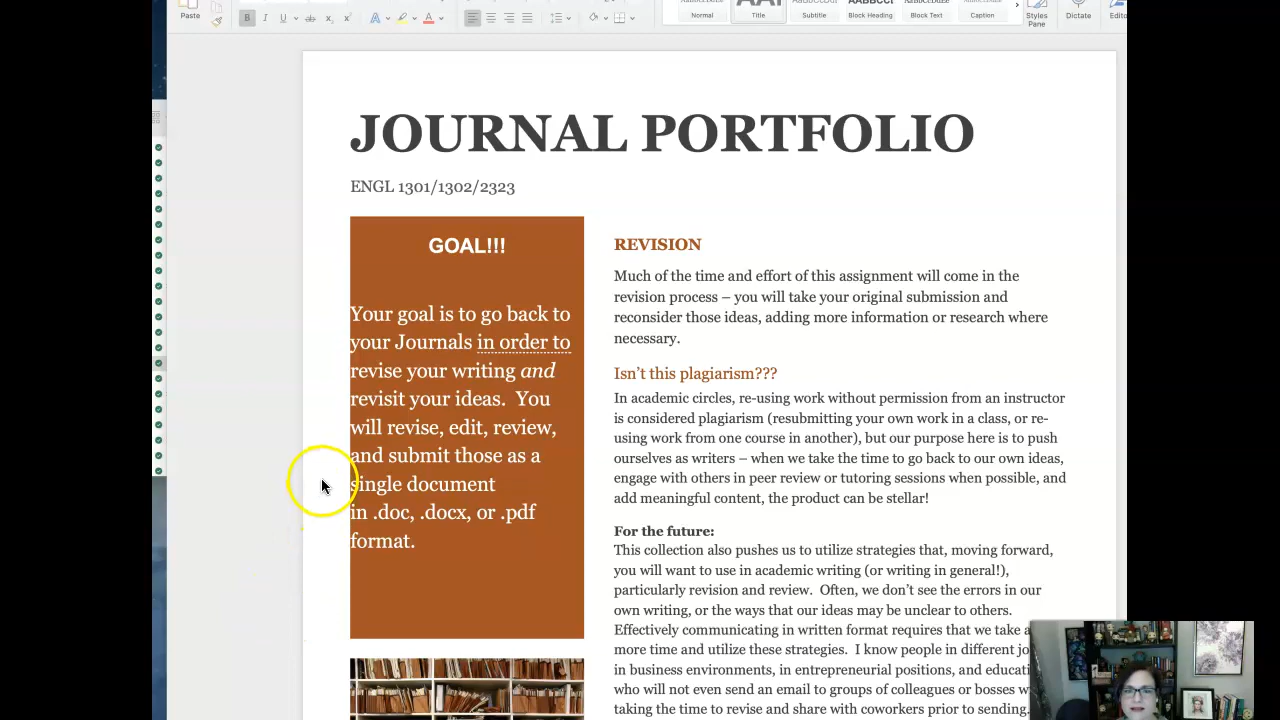 Paste
B I U ab x x A A
Normal
Title
Subtitle
Block Heading
Block Text
Caption
Styles
Pane
Dictate
JOURNAL PORTFOLIO
ENGL 1301/1302/2323
GOAL!!!
Your goal is to go back to
your Journals in order to
revise your writing and
revisit your ideas.  You
will revise, edit, review,
and submit those as a
single document
in .doc, .docx, or .pdf
format.
REVISION
Much of the time and effort of this assignment will come in the
revision process – you will take your original submission and
reconsider those ideas, adding more information or research where
necessary.
Isn’t this plagiarism???
In academic circles, re-using work without permission from an instructor
is considered plagiarism (resubmitting your own work in a class, or re-
using work from one course in another), but our purpose here is to push
ourselves as writers – when we take the time to go back to our own ideas,
engage with others in peer review or tutoring sessions when possible, and
add meaningful content, the product can be stellar!
For the future:
This collection also pushes us to utilize strategies that, moving forward,
you will want to use in academic writing (or writing in general!),
particularly revision and review.  Often, we don’t see the errors in our
own writing, or the ways that our ideas may be unclear to others.
Effectively communicating in written format requires that we take
more time and utilize these strategies.  I know people in different
in business environments, in entrepreneurial positions, and
who will not even send an email to groups of colleagues or bosses
taking the time to revise and share with coworkers prior to sending.